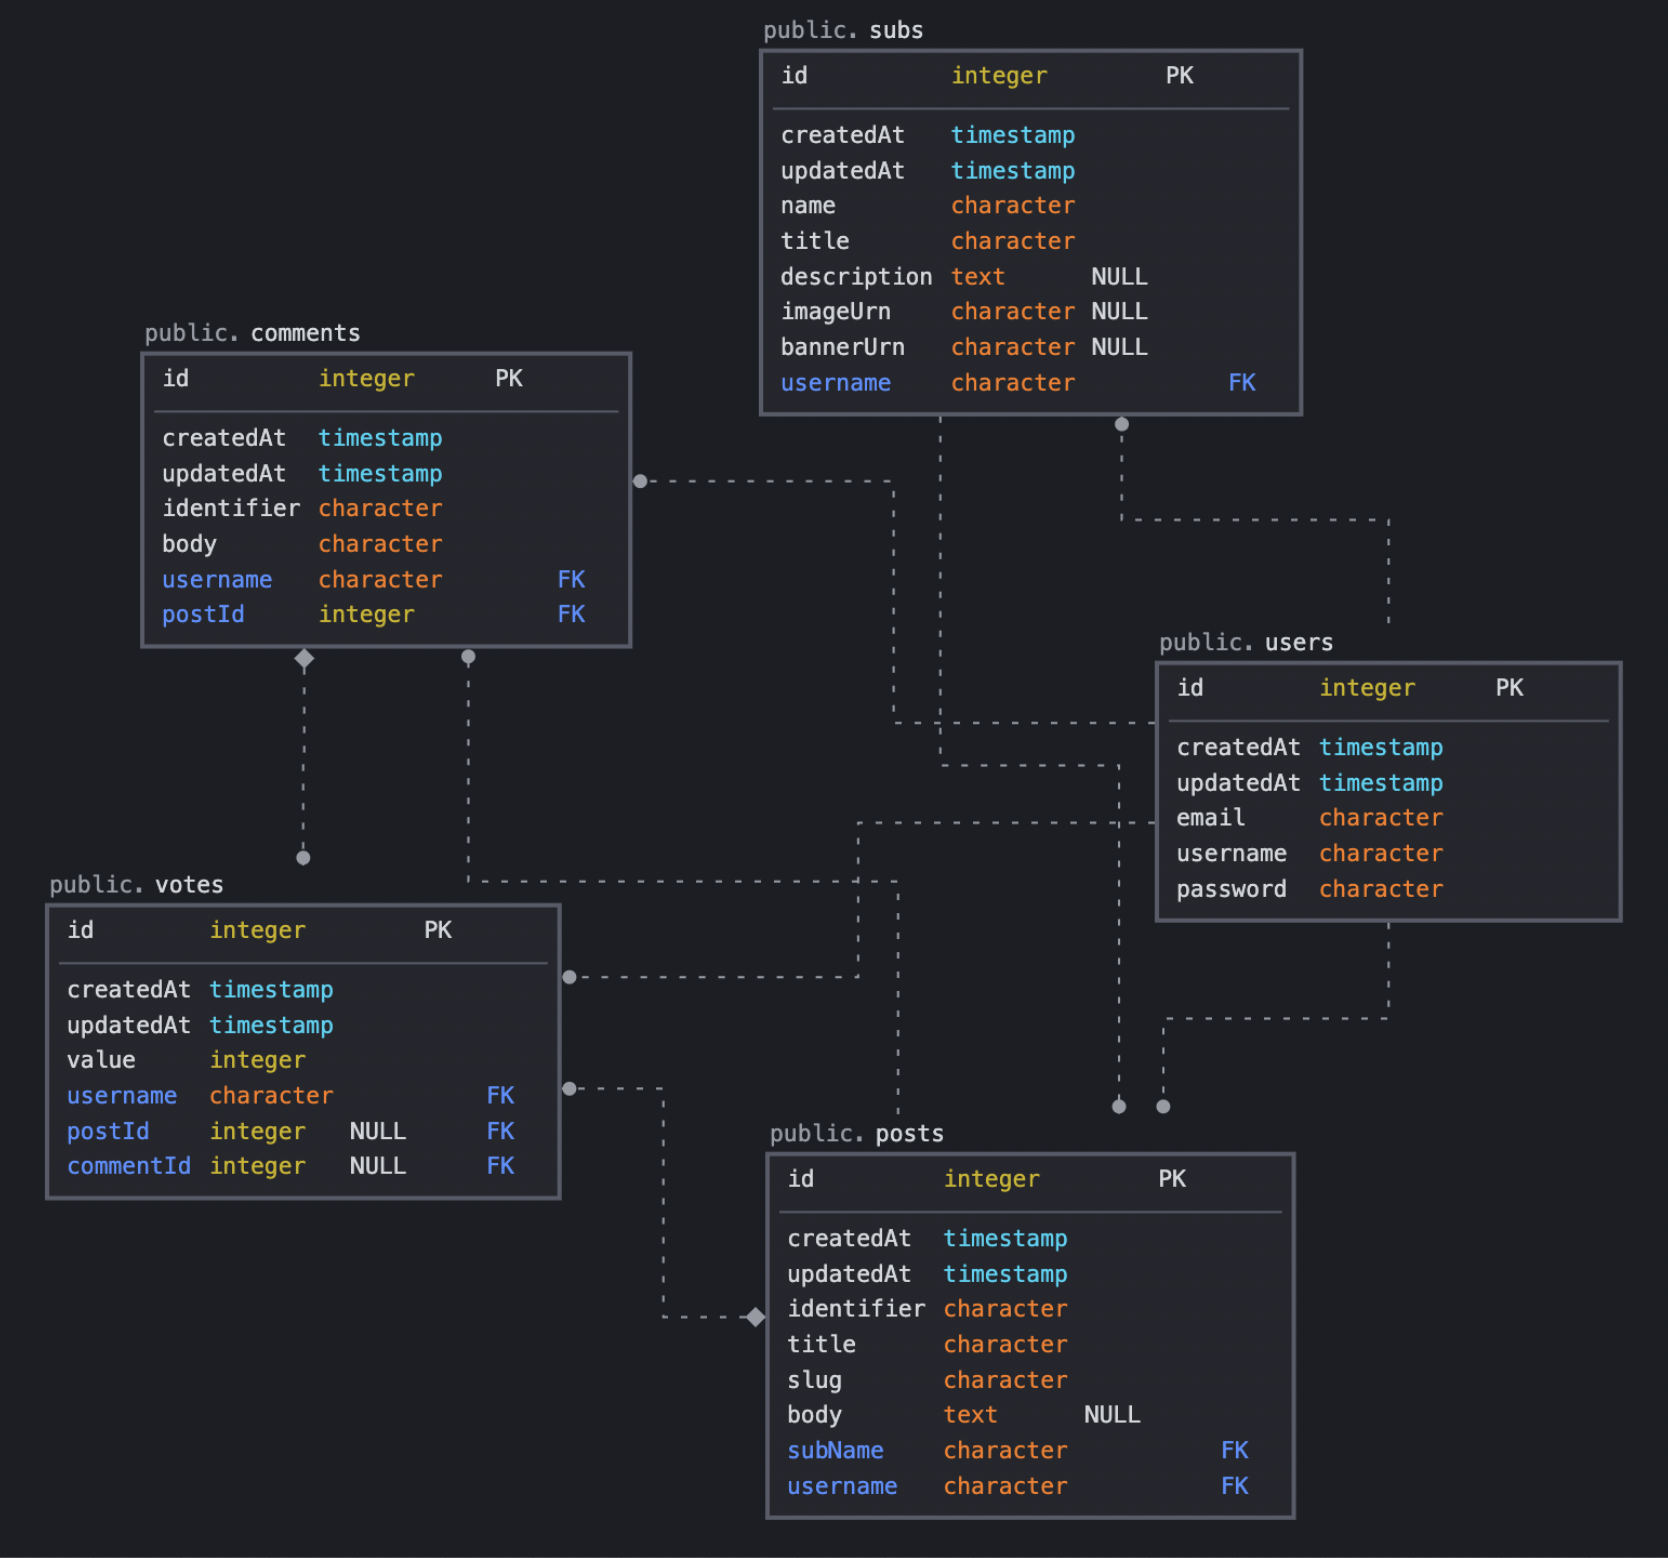 public. subs
id integer PK
createdAt timestamp
updatedAt timestamp
name character
title character
description text NULL
imageUrn character NULL
bannerUrn character NULL
username character FK
public. comments
id integer PK
createdAt timestamp
updatedAt timestamp
identifier character
body character
username character FK
postId integer FK
public. users
id integer PK
createdAt timestamp
updatedAt timestamp
email character
username character
password character
public. votes
id integer PK
createdAt timestamp
updatedAt timestamp
value integer
username character FK
postId integer NULL FK
commentId integer NULL FK
public. posts
id integer PK
createdAt timestamp
updatedAt timestamp
identifier character
title character
slug character
body text NULL
subName character FK
username character FK